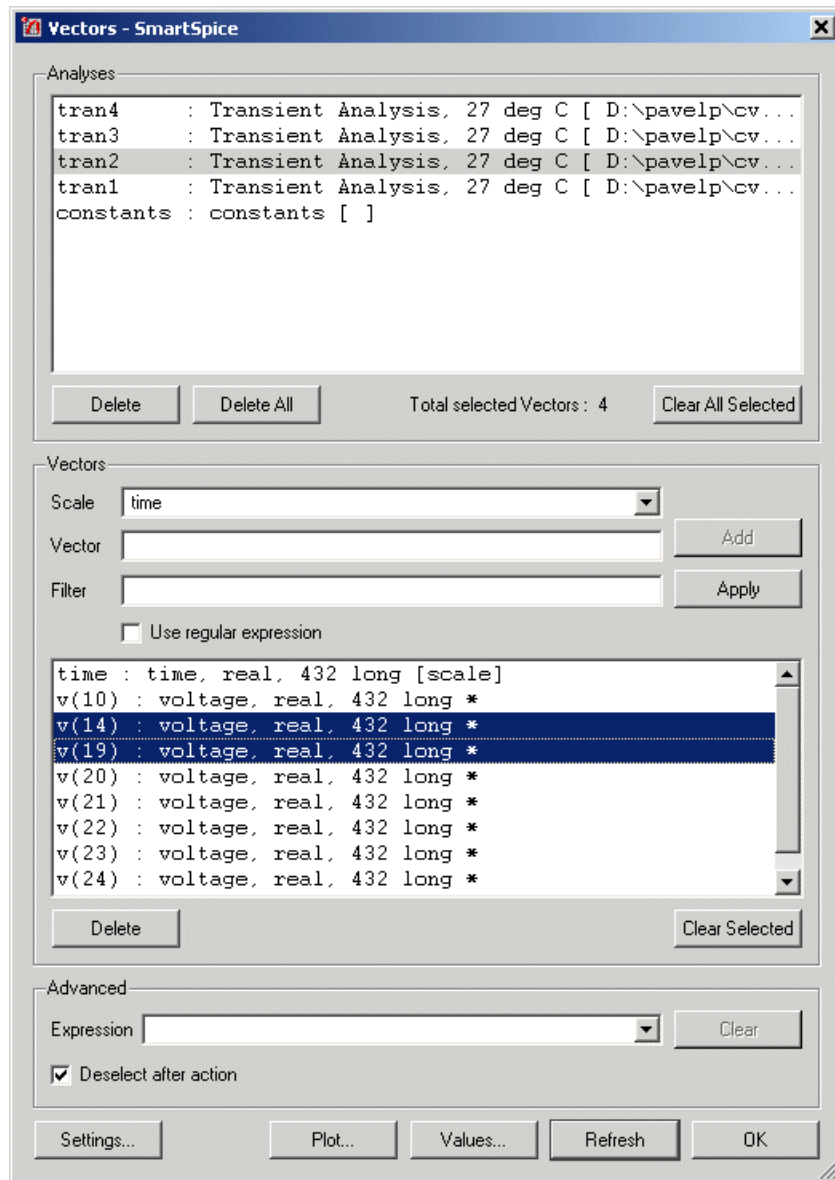 Vectors - SmartSpice
Analyses
tran4     : Transient Analysis, 27 deg C [ D:\pavelp\cv...
tran3     : Transient Analysis, 27 deg C [ D:\pavelp\cv...
tran2     : Transient Analysis, 27 deg C [ D:\pavelp\cv...
tran1     : Transient Analysis, 27 deg C [ D:\pavelp\cv...
constants : constants [ ]
Delete Delete All Total selected Vectors : 4 Clear All Selected
Vectors
Scale time
Vector Add
Filter Apply
Use regular expression
time : time, real, 432 long [scale]
v(10) : voltage, real, 432 long *
v(14) : voltage, real, 432 long *
v(19) : voltage, real, 432 long *
v(20) : voltage, real, 432 long *
v(21) : voltage, real, 432 long *
v(22) : voltage, real, 432 long *
v(23) : voltage, real, 432 long *
v(24) : voltage, real, 432 long *
Delete Clear Selected
Advanced
Expression Clear
Deselect after action
Settings... Plot... Values... Refresh OK